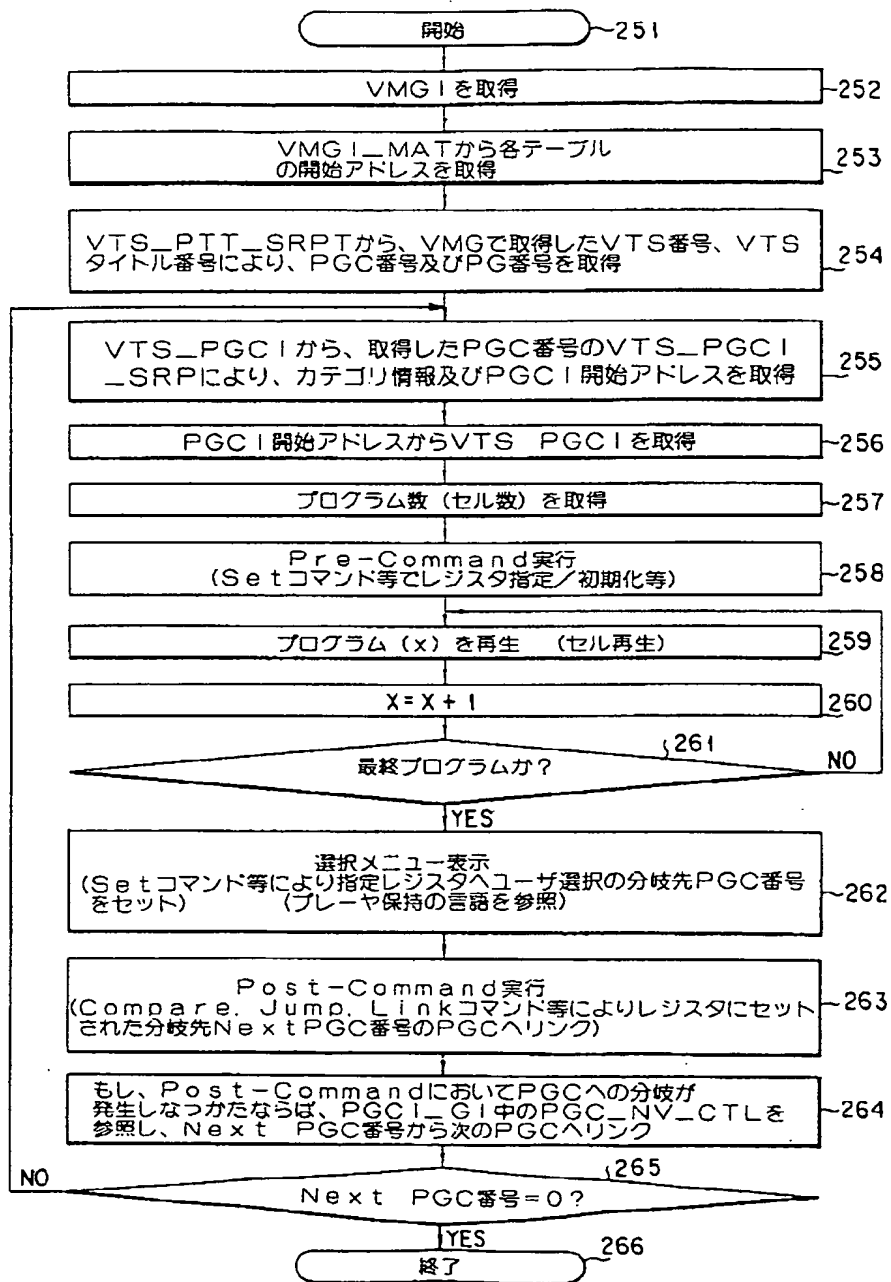 開始 251
VMGIを取得 252
VMGI_MATから各テーブル
の開始アドレスを取得 253
VTS_PTT_SRPTから、VMGで取得したVTS番号、VTS
タイトル番号により、PGC番号及びPG番号を取得 254
VTS_PGCIから、取得したPGC番号のVTS_PGCI
_SRPにより、カテゴリ情報及びPGCI開始アドレスを取得 255
PGCI開始アドレスからVTS PGCIを取得 256
プログラム数(セル数)を取得 257
Pre-Command実行
(Setコマンド等でレジスタ指定/初期化等) 258
プログラム(x)を再生 (セル再生) 259
X=X+1 260
261
最終プログラムか? NO
YES
選択メニュー表示
(Setコマンド等により指定レジスタへユーザ選択の分岐先PGC番号
をセット) (プレーヤ保持の言語を参照) 262
Post-Command実行
(Compare, Jump, Linkコマンド等によりレジスタにセット
された分岐先NextPGC番号のPGCへリンク) 263
もし、Post-CommandにおいてPGCへの分岐が
発生しなつかたならば、PGCI_GI中のPGC_NV_CTLを
参照し、Next PGC番号から次のPGCへリンク 264
265
NO Next PGC番号=0?
YES
終了 266